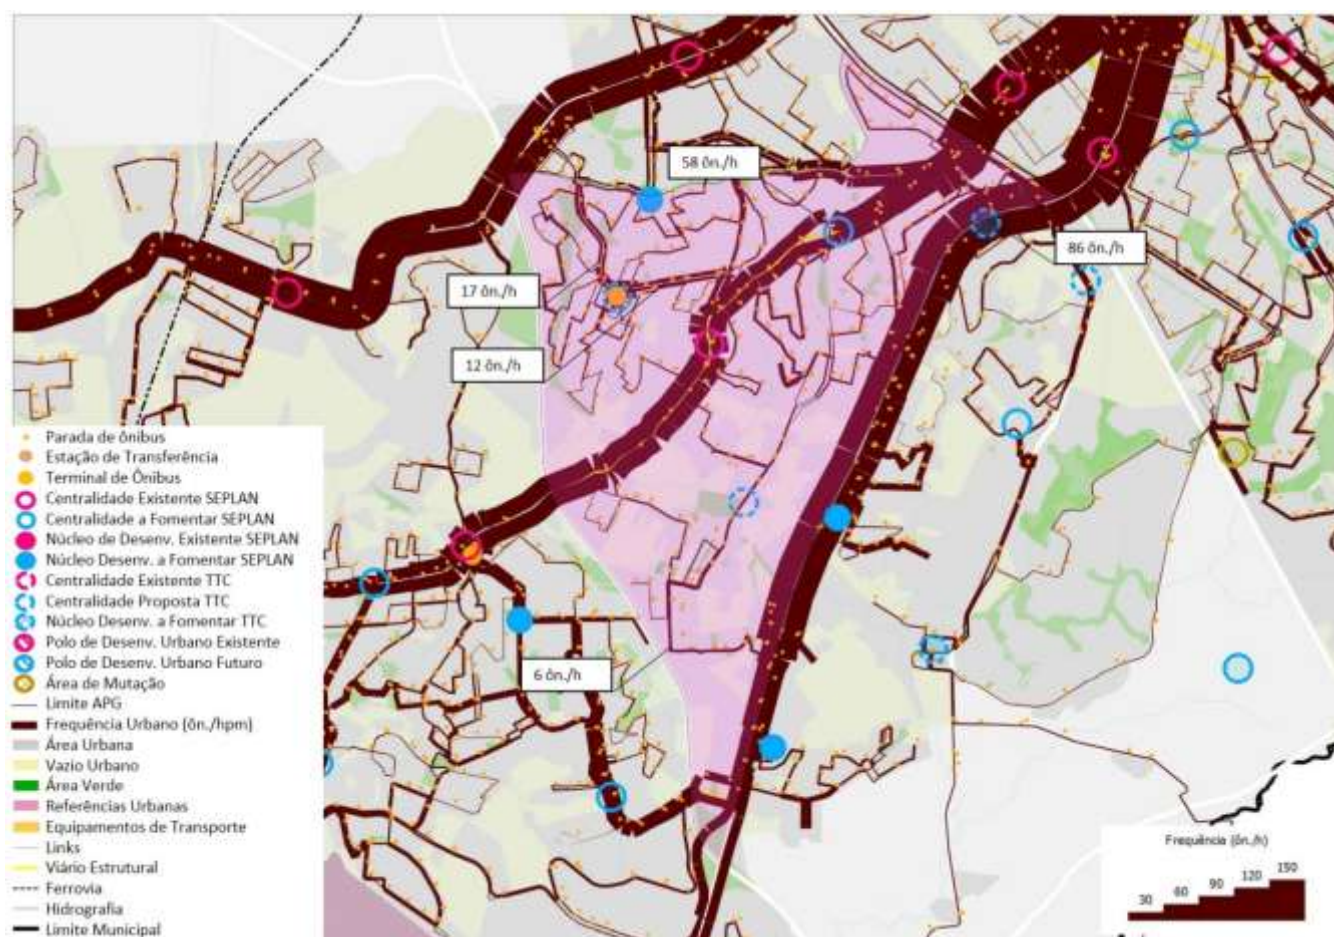 58 ôn./h
86 ôn./h
17 ôn./h
12 ôn./h
6 ôn./h
Parada de ônibus
Estação de Transferência
Terminal de Ônibus
Centralidade Existente SEPLAN
Centralidade a Fomentar SEPLAN
Núcleo de Desenv. Existente SEPLAN
Núcleo Desenv. a Fomentar SEPLAN
Centralidade Existente TTC
Centralidade Proposta TTC
Núcleo Desenv. a Fomentar TTC
Polo de Desenv. Urbano Existente
Polo de Desenv. Urbano Futuro
Área de Mutação
Limite APG
Frequência Urbano (ôn./hpm)
Área Urbana
Vazio Urbano
Área Verde
Referências Urbanas
Equipamentos de Transporte
Links
Viário Estrutural
Ferrovia
Hidrografia
Limite Municipal
Frequência (ôn./h)
30 60 90 120 150